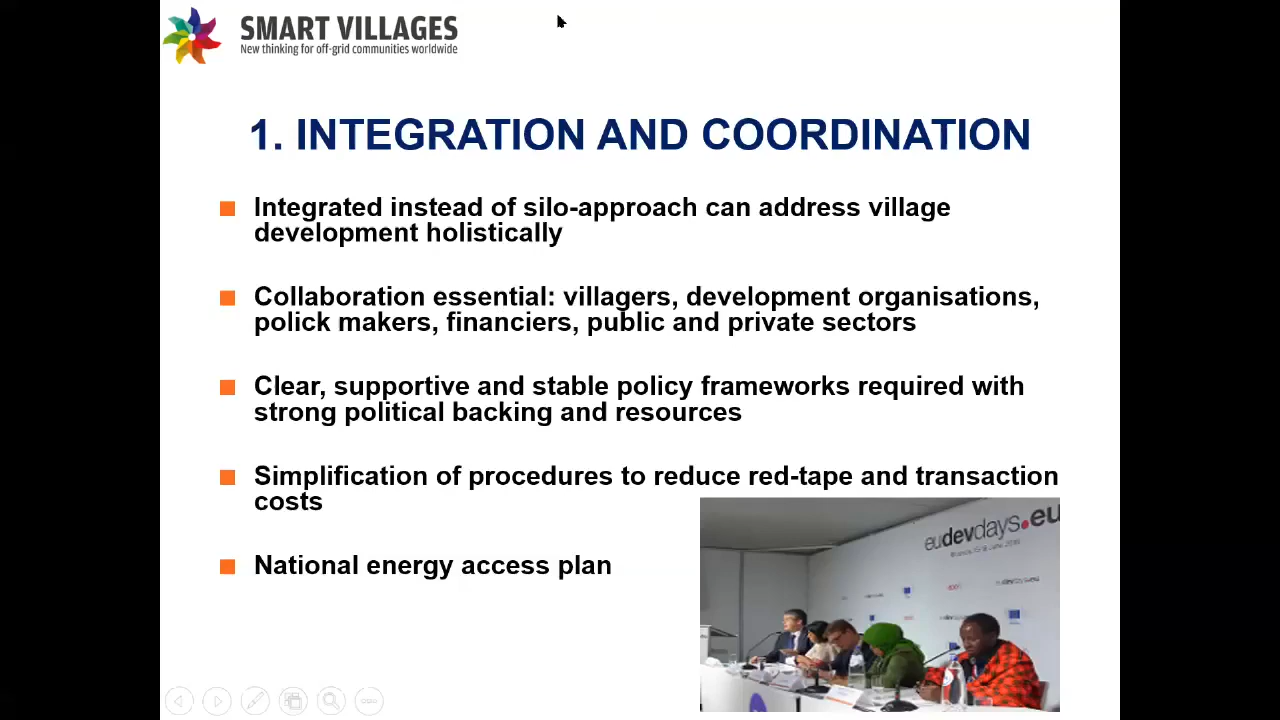 SMART VILLAGES
New thinking for off-grid communities worldwide
1. INTEGRATION AND COORDINATION
Integrated instead of silo-approach can address village
development holistically
Collaboration essential: villagers, development organisations,
polick makers, financiers, public and private sectors
Clear, supportive and stable policy frameworks required with
strong political backing and resources
Simplification of procedures to reduce red-tape and transaction
costs
National energy access plan
eudevdays.eu